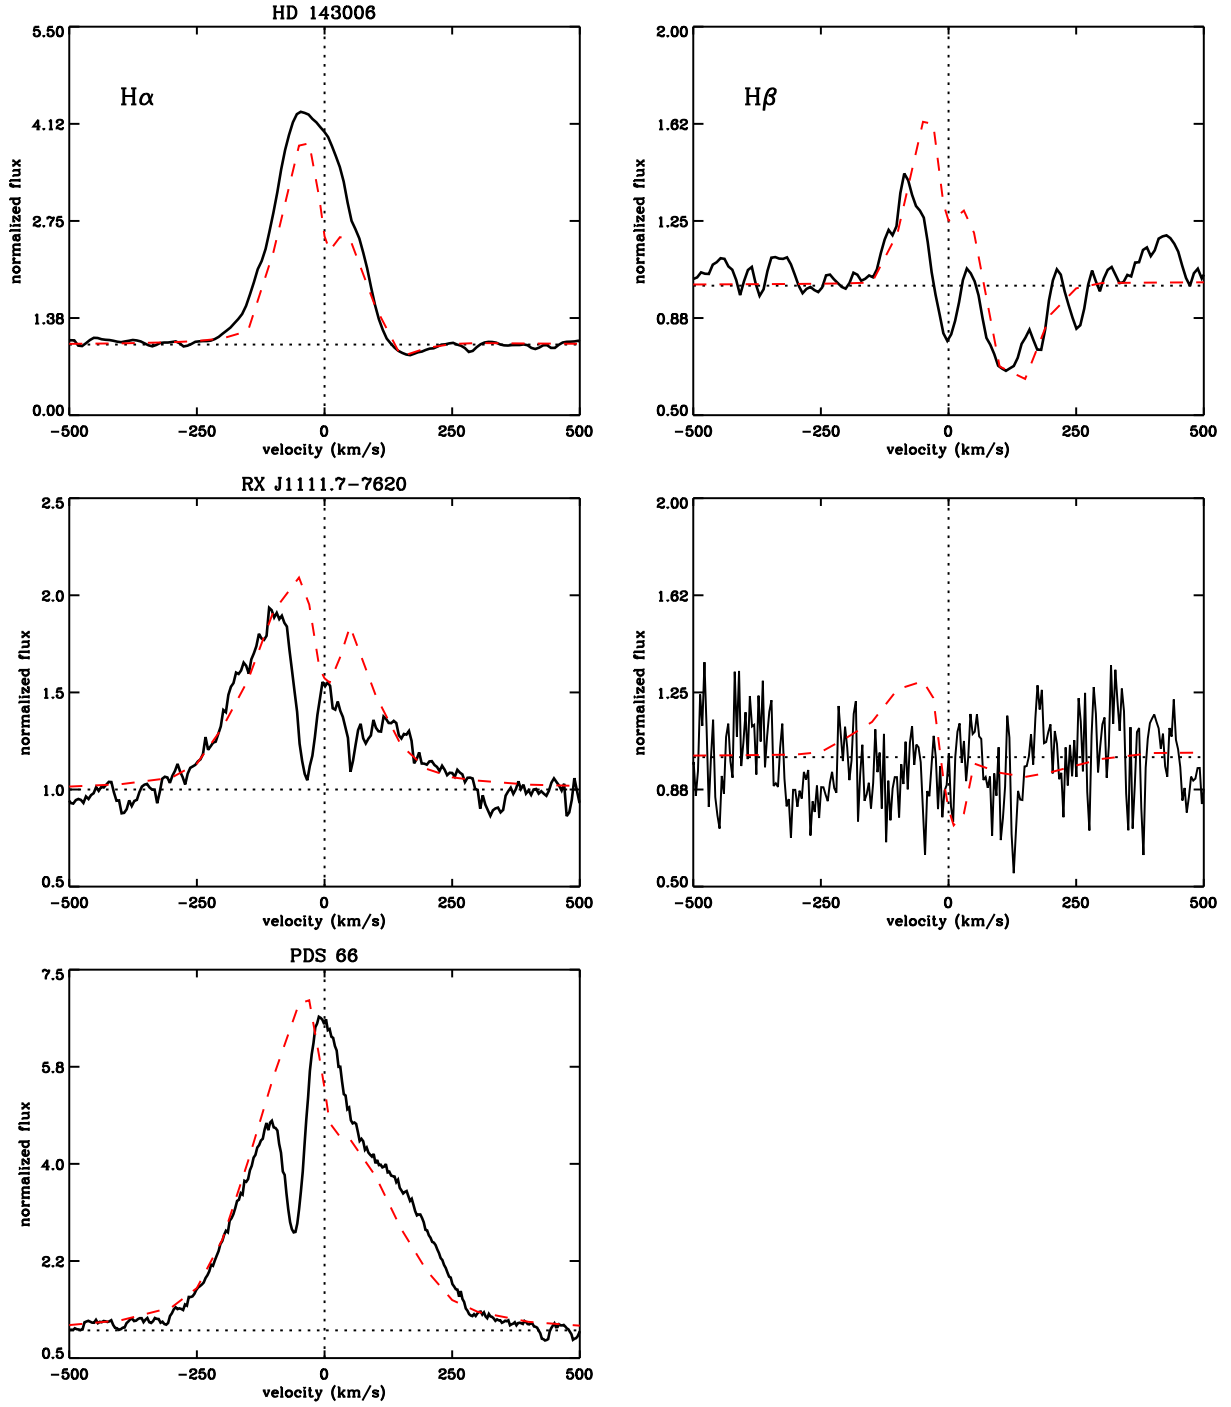 HD 143006
5.50
4.12
2.75
1.38
0.00
normalized flux
Hα
-500 -250 0 250 500
velocity (km/s)
2.00
1.62
1.25
0.88
0.50
normalized flux
Hβ
-500 -250 0 250 500
velocity (km/s)
RX J1111.7-7620
2.5
2.0
1.5
1.0
0.5
normalized flux
-500 -250 0 250 500
velocity (km/s)
2.00
1.62
1.25
0.88
0.50
normalized flux
-500 -250 0 250 500
velocity (km/s)
PDS 66
7.5
5.8
4.0
2.2
0.5
normalized flux
-500 -250 0 250 500
velocity (km/s)